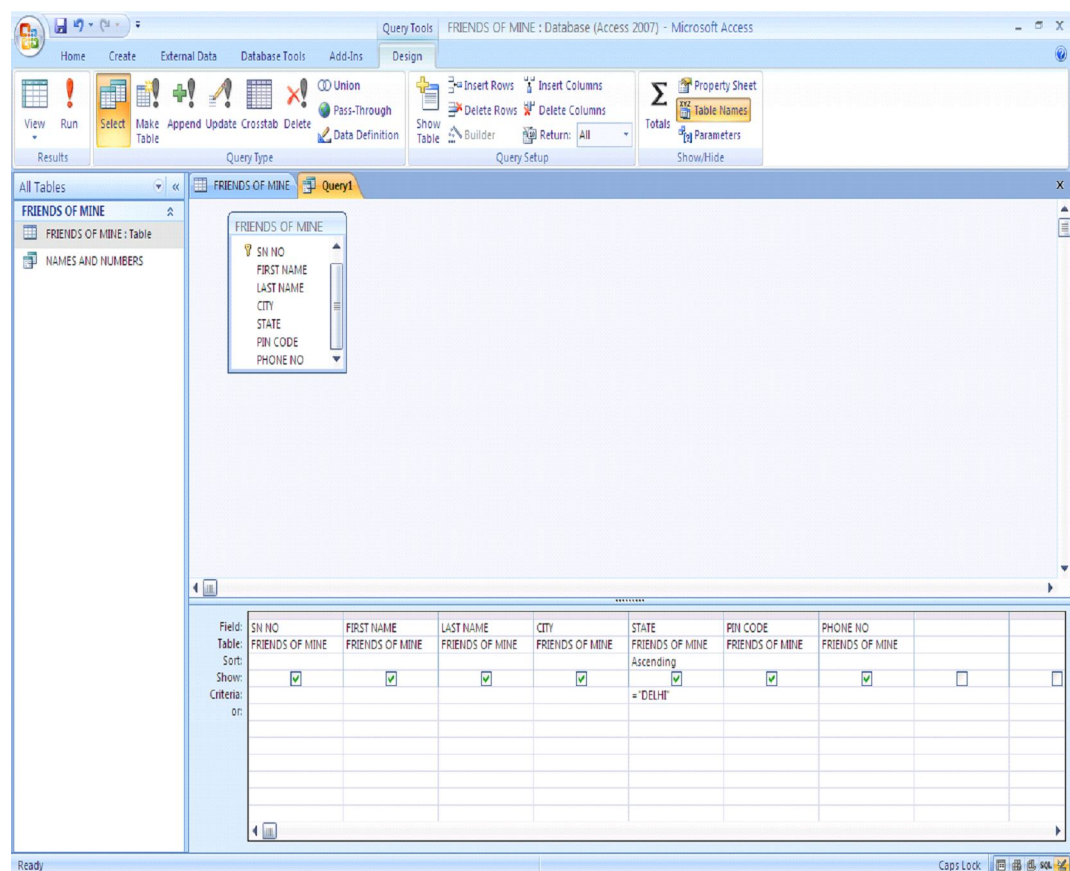 Query Tools FRIENDS OF MINE : Database (Access 2007) - Microsoft Access
Home Create External Data Database Tools Add-Ins Design
View Run Select Make Table Append Update Crosstab Delete
Union
Pass-Through
Data Definition
Show Table
Insert Rows Insert Columns
Delete Rows Delete Columns
Builder Return: All
Totals
Property Sheet
Table Names
Parameters
Results Query Type Query Setup Show/Hide
All Tables
FRIENDS OF MINE Query1 X
FRIENDS OF MINE
FRIENDS OF MINE : Table
NAMES AND NUMBERS
FRIENDS OF MINE
SN NO
FIRST NAME
LAST NAME
CITY
STATE
PIN CODE
PHONE NO
Field: SN NO FIRST NAME LAST NAME CITY STATE PIN CODE PHONE NO
Table: FRIENDS OF MINE FRIENDS OF MINE FRIENDS OF MINE FRIENDS OF MINE FRIENDS OF MINE FRIENDS OF MINE FRIENDS OF MINE
Sort: Ascending
Show:
Criteria: ="DELHI"
or:
Ready Caps Lock SQL